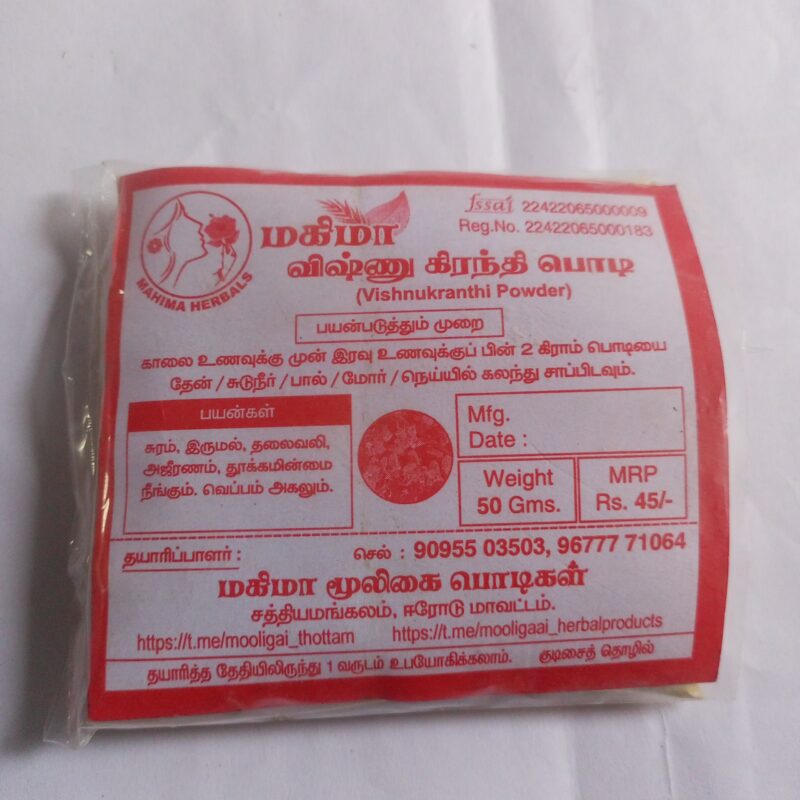 MAHIMA HERBALS
மகிமா
fssai 22422065000009
Reg.No. 22422065000183
விஷ்ணு கிரந்தி பொடி
(Vishnukranthi Powder)
பயன்படுத்தும் முறை
காலை உணவுக்கு முன் இரவு உணவுக்குப் பின் 2 கிராம் பொடியை
தேன் / சுடுநீர் / பால் / மோர் / நெய்யில் கலந்து சாப்பிடவும்.
பயன்கள்
சுரம், இருமல், தலைவலி,
அஜீரணம், தூக்கமின்மை
நீங்கும். வெப்பம் அகலும்.
Mfg.
Date :
Weight
50 Gms.
MRP
Rs. 45/-
தயாரிப்பாளர் :
செல் : 90955 03503, 96777 71064
மகிமா மூலிகை பொடிகள்
சத்தியமங்கலம், ஈரோடு மாவட்டம்.
https://t.me/mooligai_thottam
https://t.me/mooligaai_herbalproducts
தயாரித்த தேதியிலிருந்து 1 வருடம் உபயோகிக்கலாம்.
குடிசைத் தொழில்